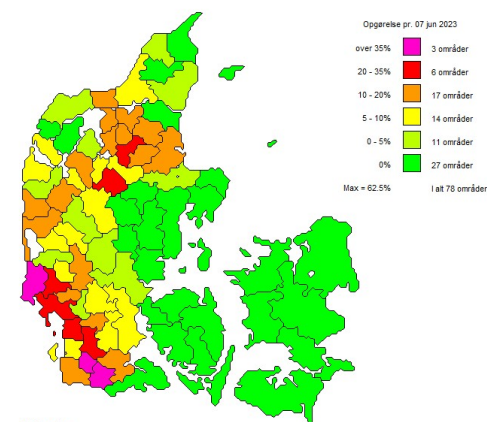 Opgørelse pr. 07 jun 2023
over 35% 3 områder
20 - 35% 6 områder
10 - 20% 17 områder
5 - 10% 14 områder
0 - 5% 11 områder
0% 27 områder
Max = 62.5% I alt 78 områder